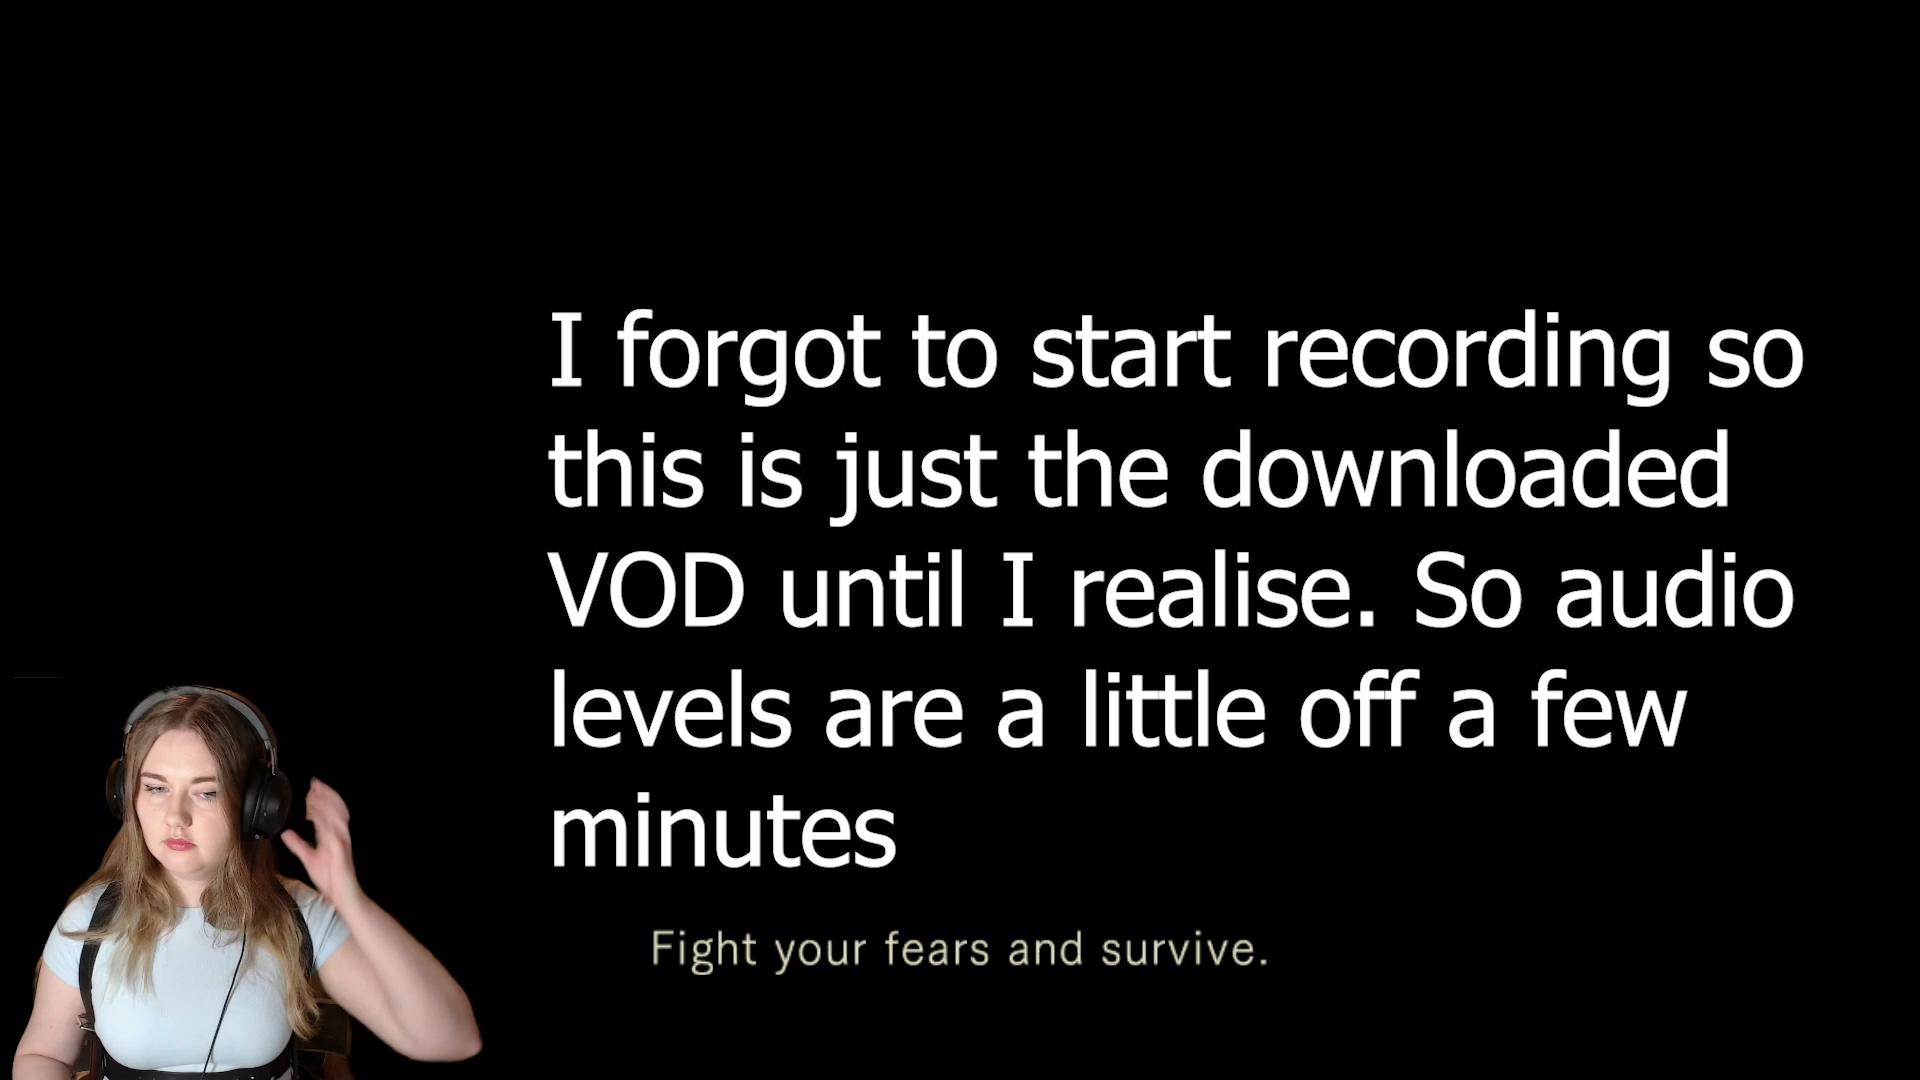 I forgot to start recording so
this is just the downloaded
VOD until I realise. So audio
levels are a little off a few
minutes
Fight your fears and survive.